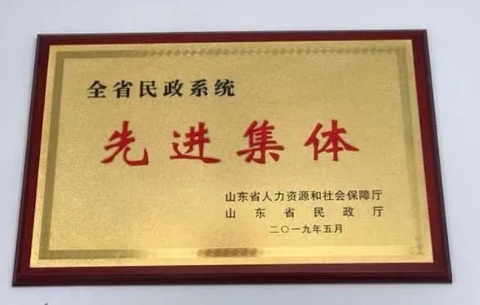 全省民政系统
先进集体
山东省人力资源和社会保障厅
山东省民政厅
二〇一九年五月